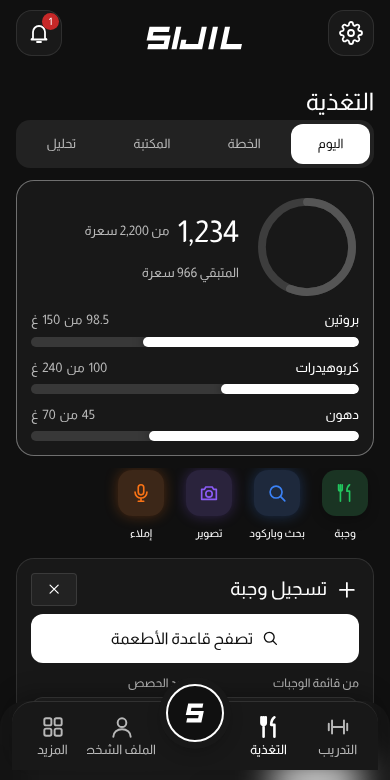 1
SIJIL
التغذية
اليوم
الخطة
المكتبة
تحليل
1,234 من 2,200 سعرة
المتبقي 966 سعرة
بروتين 98.5 من 150 غ
كربوهيدرات 100 من 240 غ
دهون 45 من 70 غ
وجبة
بحث وباركود
تصوير
إملاء
تسجيل وجبة
تصفح قاعدة الأطعمة
من قائمة الوجبات
الحصص
التدريب
التغذية
S
الملف الشخص
المزيد